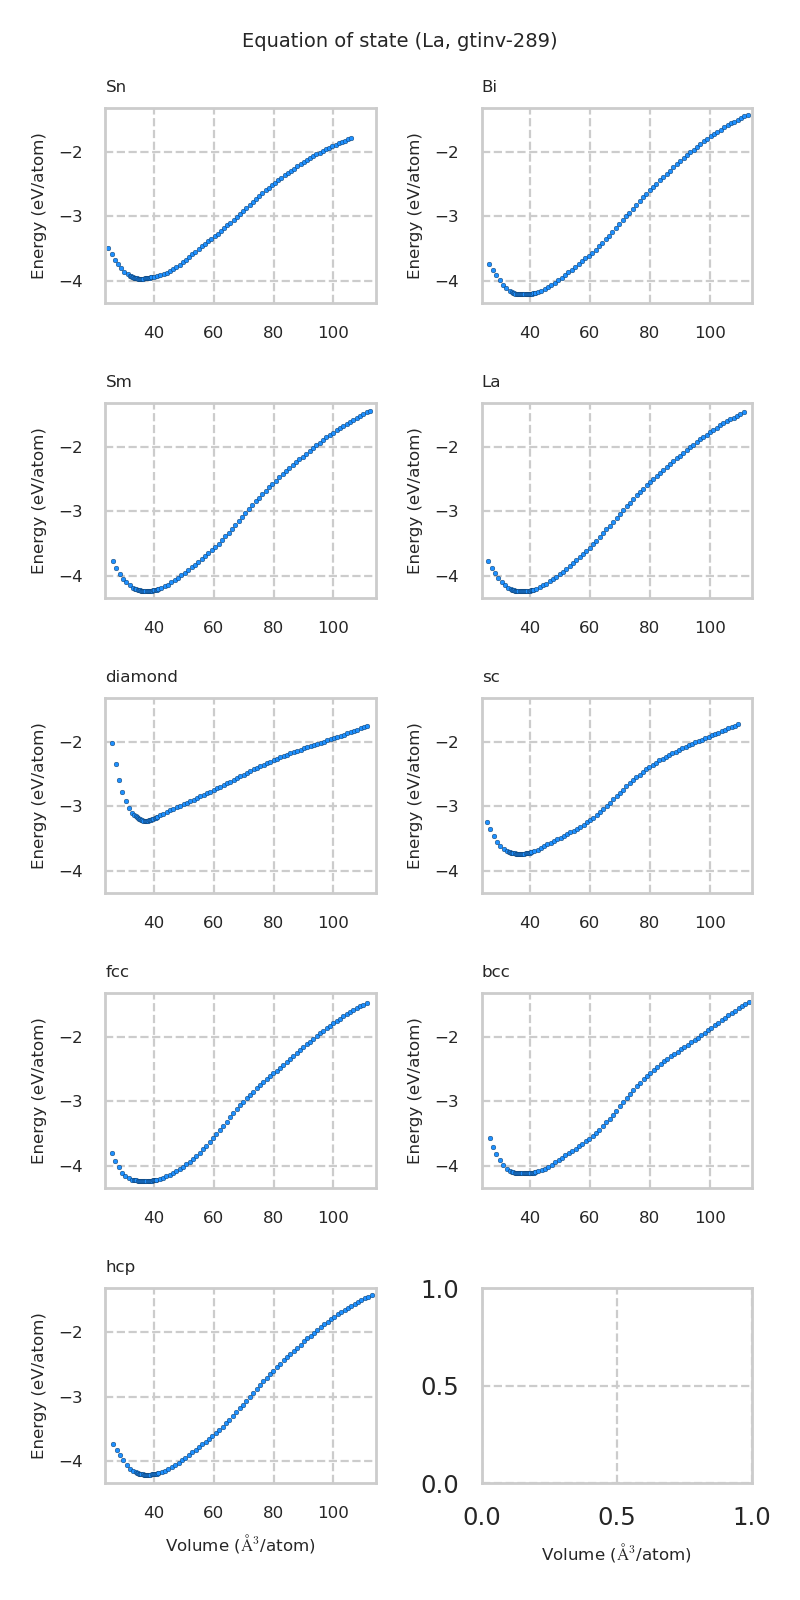 Equation of state (La, gtinv-289)
Sn
Energy (eV/atom)
−2
−3
−4
40 60 80 100
Bi
Energy (eV/atom)
−2
−3
−4
40 60 80 100
Sm
Energy (eV/atom)
−2
−3
−4
40 60 80 100
La
Energy (eV/atom)
−2
−3
−4
40 60 80 100
diamond
Energy (eV/atom)
−2
−3
−4
40 60 80 100
sc
Energy (eV/atom)
−2
−3
−4
40 60 80 100
fcc
Energy (eV/atom)
−2
−3
−4
40 60 80 100
bcc
Energy (eV/atom)
−2
−3
−4
40 60 80 100
hcp
Energy (eV/atom)
−2
−3
−4
40 60 80 100
Volume (Å³/atom)
1.0
0.5
0.0
0.0 0.5 1.0
Volume (Å³/atom)